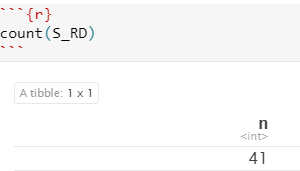 ```{r}
count(S_RD)
```
A tibble: 1 x 1
n
<int>
41